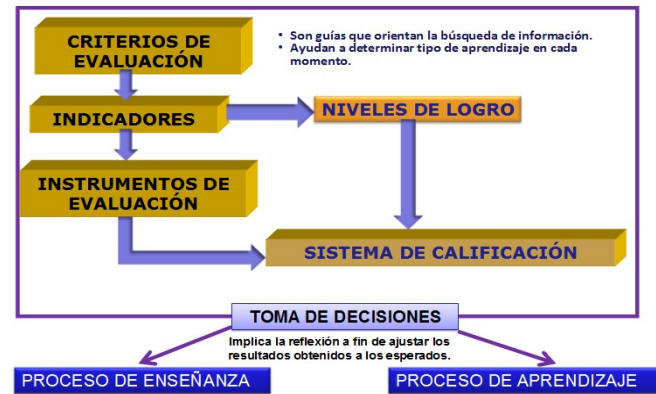 CRITERIOS DE
EVALUACIÓN
• Son guías que orientan la búsqueda de información.
• Ayudan a determinar tipo de aprendizaje en cada
momento.
INDICADORES
NIVELES DE LOGRO
INSTRUMENTOS DE
EVALUACIÓN
SISTEMA DE CALIFICACIÓN
TOMA DE DECISIONES
Implica la reflexión a fin de ajustar los
resultados obtenidos a los esperados.
PROCESO DE ENSEÑANZA
PROCESO DE APRENDIZAJE